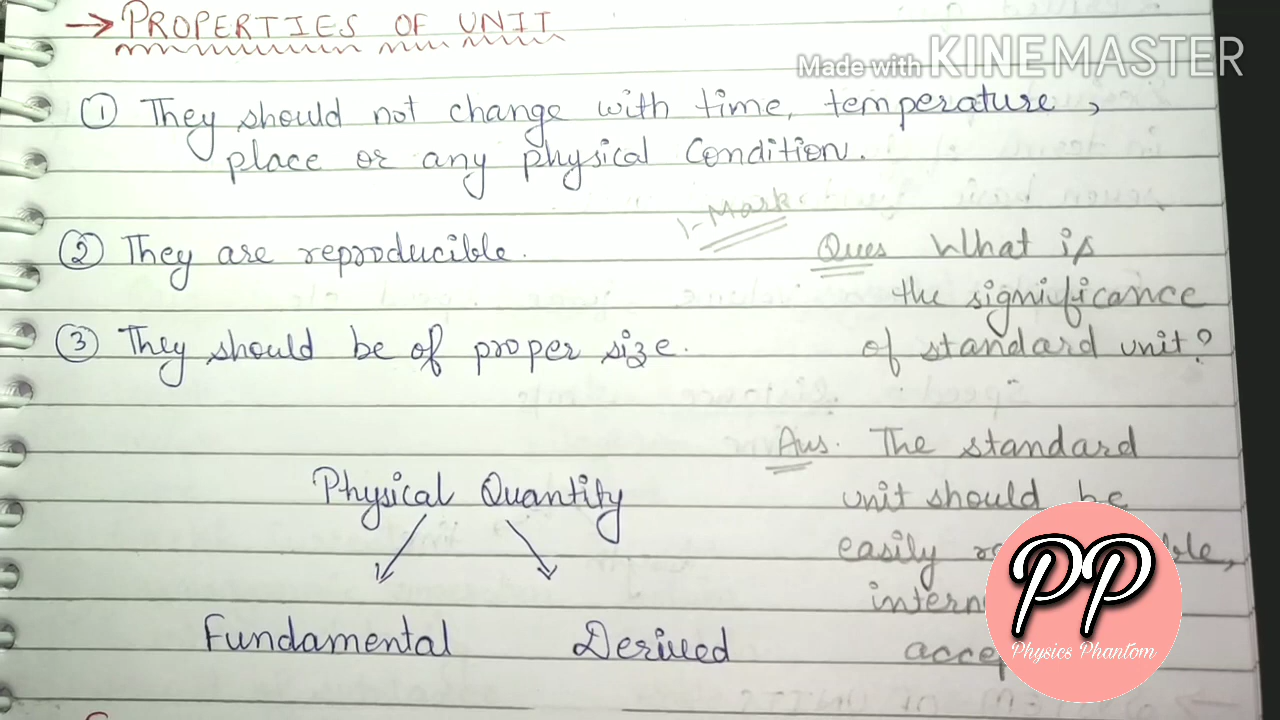 → PROPERTIES OF UNIT
Made with KINEMASTER
① They should not change with time, temperature,
place or any physical condition.
② They are reproducible.
③ They should be of proper size.
1-Mark
Ques What is
the significance
of standard unit?
Ans. The standard
unit should be
easily
Physical Quantity
Fundamental Derived
PP
Physics Phantom